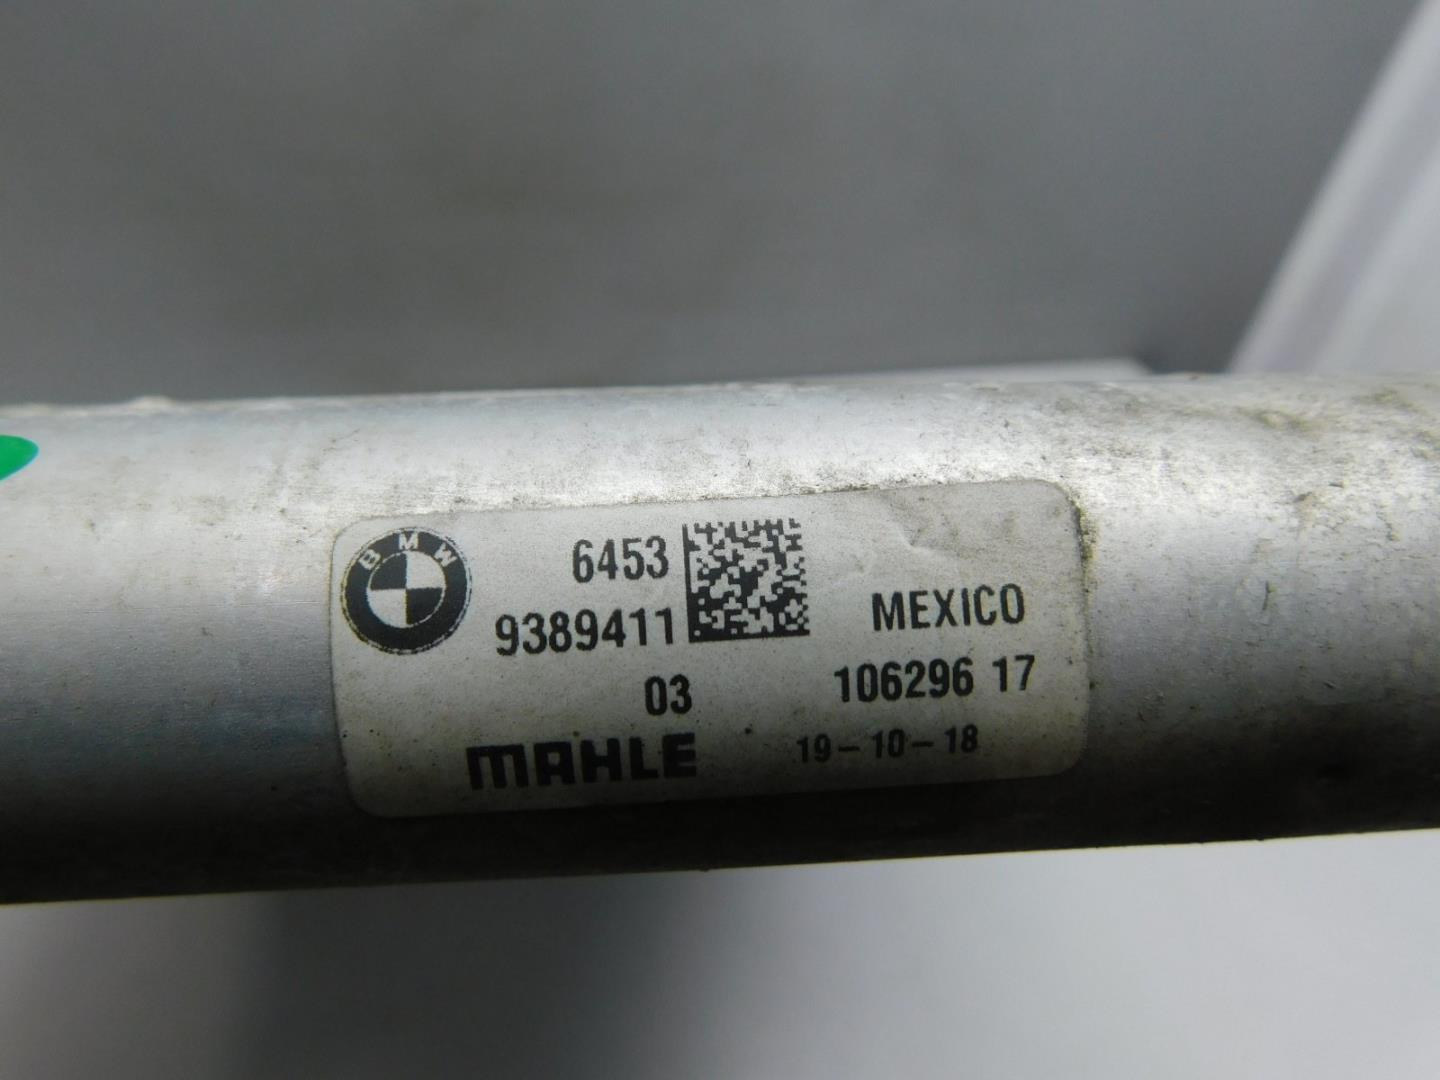 BMW
6453
9389411
03
MAHLE
MEXICO
106296 17
19-10-18